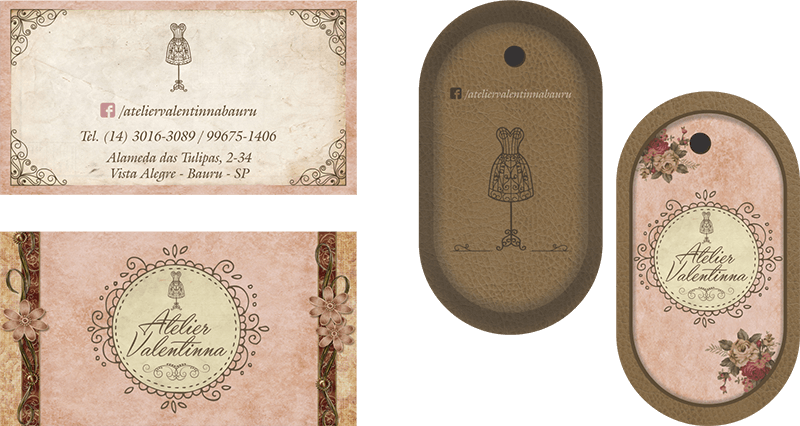 /ateliervalentinnabauru
Tel. (14) 3016-3089 / 99675-1406
Alameda das Tulipas, 2-34
Vista Alegre - Bauru - SP
Atelier
Valentinna
/ateliervalentinnabauru
Atelier
Valentinna